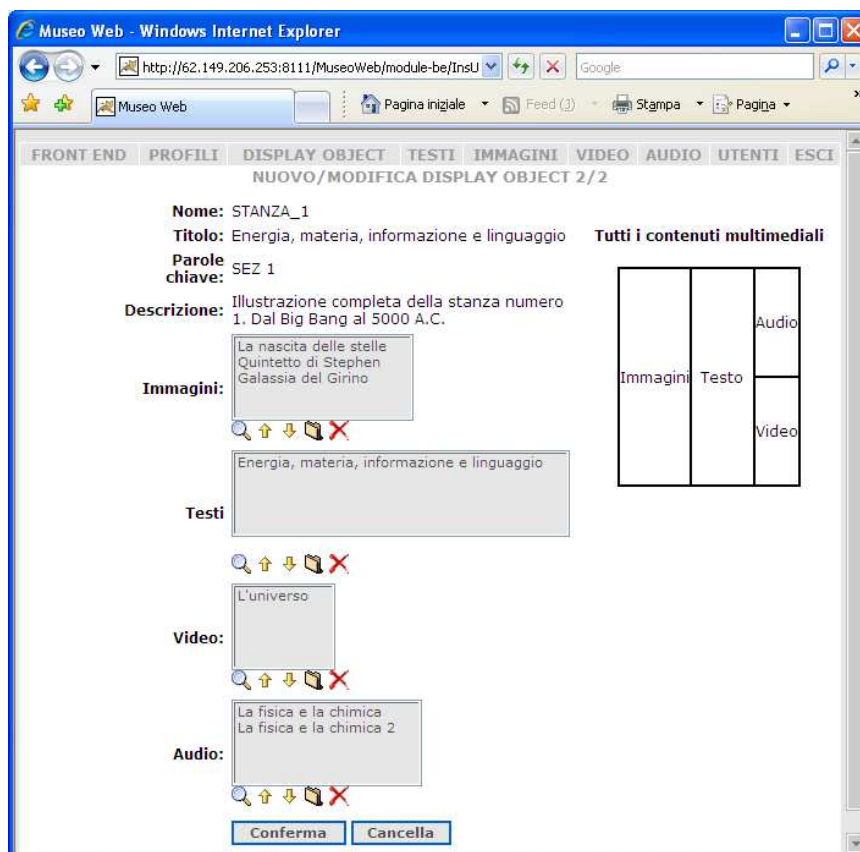 Museo Web - Windows Internet Explorer
http://62.149.206.253:8111/MuseoWeb/module-be/InsU
Google
Museo Web
Pagina iniziale
Feed (J)
Stampa
Pagina
»
FRONT END PROFILI DISPLAY OBJECT TESTI IMMAGINI VIDEO AUDIO UTENTI ESCI
NUOVO/MODIFICA DISPLAY OBJECT 2/2
Nome: STANZA_1
Titolo: Energia, materia, informazione e linguaggio
Parole
chiave: SEZ 1
Descrizione: Illustrazione completa della stanza numero
1. Dal Big Bang al 5000 A.C.
Immagini:
La nascita delle stelle
Quintetto di Stephen
Galassia del Girino
Testi
Energia, materia, informazione e linguaggio
Video:
L'universo
Audio:
La fisica e la chimica
La fisica e la chimica 2
Conferma Cancella
Tutti i contenuti multimediali
Immagini
Testo
Audio
Video